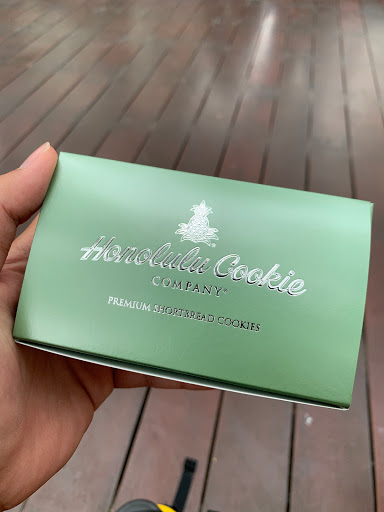 Honolulu Cookie
COMPANY®
PREMIUM SHORTBREAD COOKIES